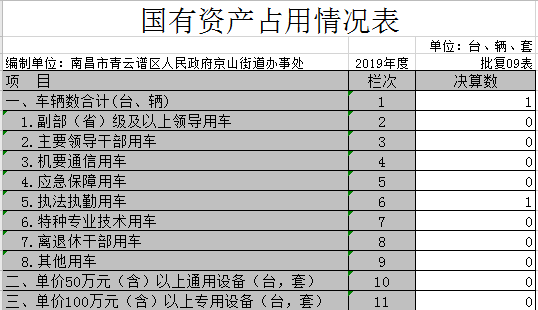 国有资产占用情况表
单位：台、辆、套
编制单位：南昌市青云谱区人民政府京山街道办事处 2019年度 批复09表
项 目 栏次 决算数
一、车辆数合计(台、辆) 1 1
1.副部（省）级及以上领导用车 2 0
2.主要领导干部用车 3 0
3.机要通信用车 4 0
4.应急保障用车 5 0
5.执法执勤用车 6 1
6.特种专业技术用车 7 0
7.离退休干部用车 8 0
8.其他用车 9 0
二、单价50万元（含）以上通用设备（台，套） 10 0
三、单价100万元（含）以上专用设备（台，套） 11 0